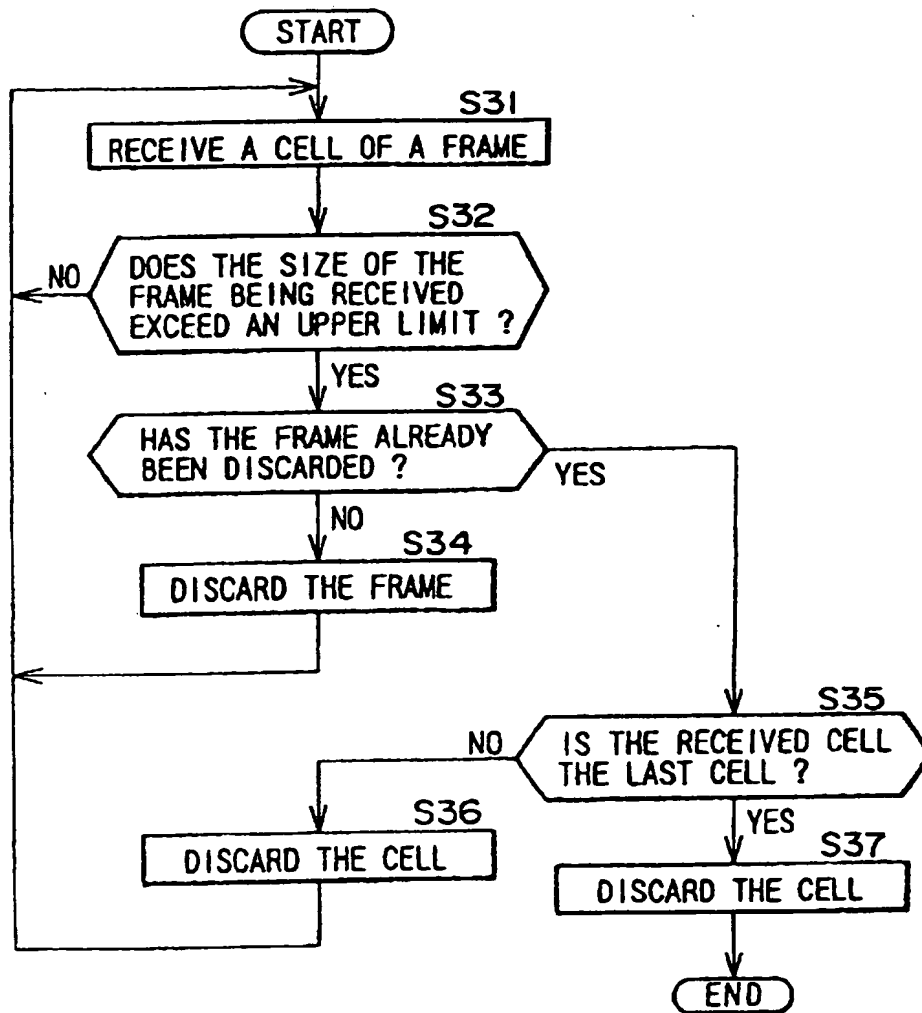 START
S31
RECEIVE A CELL OF A FRAME
S32
DOES THE SIZE OF THE
FRAME BEING RECEIVED
EXCEED AN UPPER LIMIT ?
NO
YES
S33
HAS THE FRAME ALREADY
BEEN DISCARDED ?
YES
NO
S34
DISCARD THE FRAME
S35
IS THE RECEIVED CELL
THE LAST CELL ?
NO
YES
S36
DISCARD THE CELL
S37
DISCARD THE CELL
END